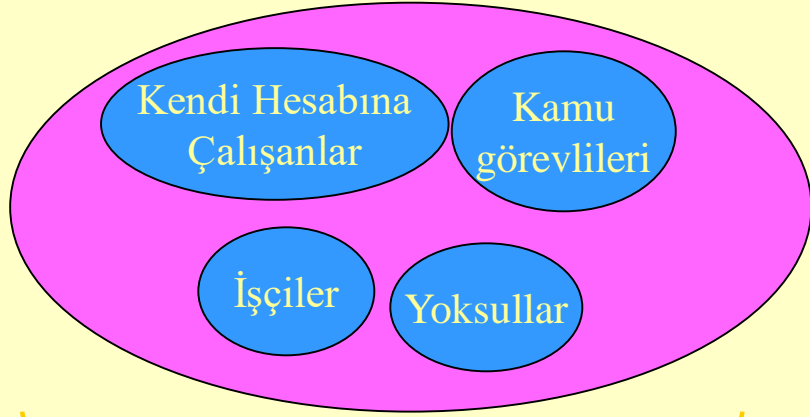 Kendi Hesabına
Çalışanlar
Kamu
görevlileri
İşçiler
Yoksullar